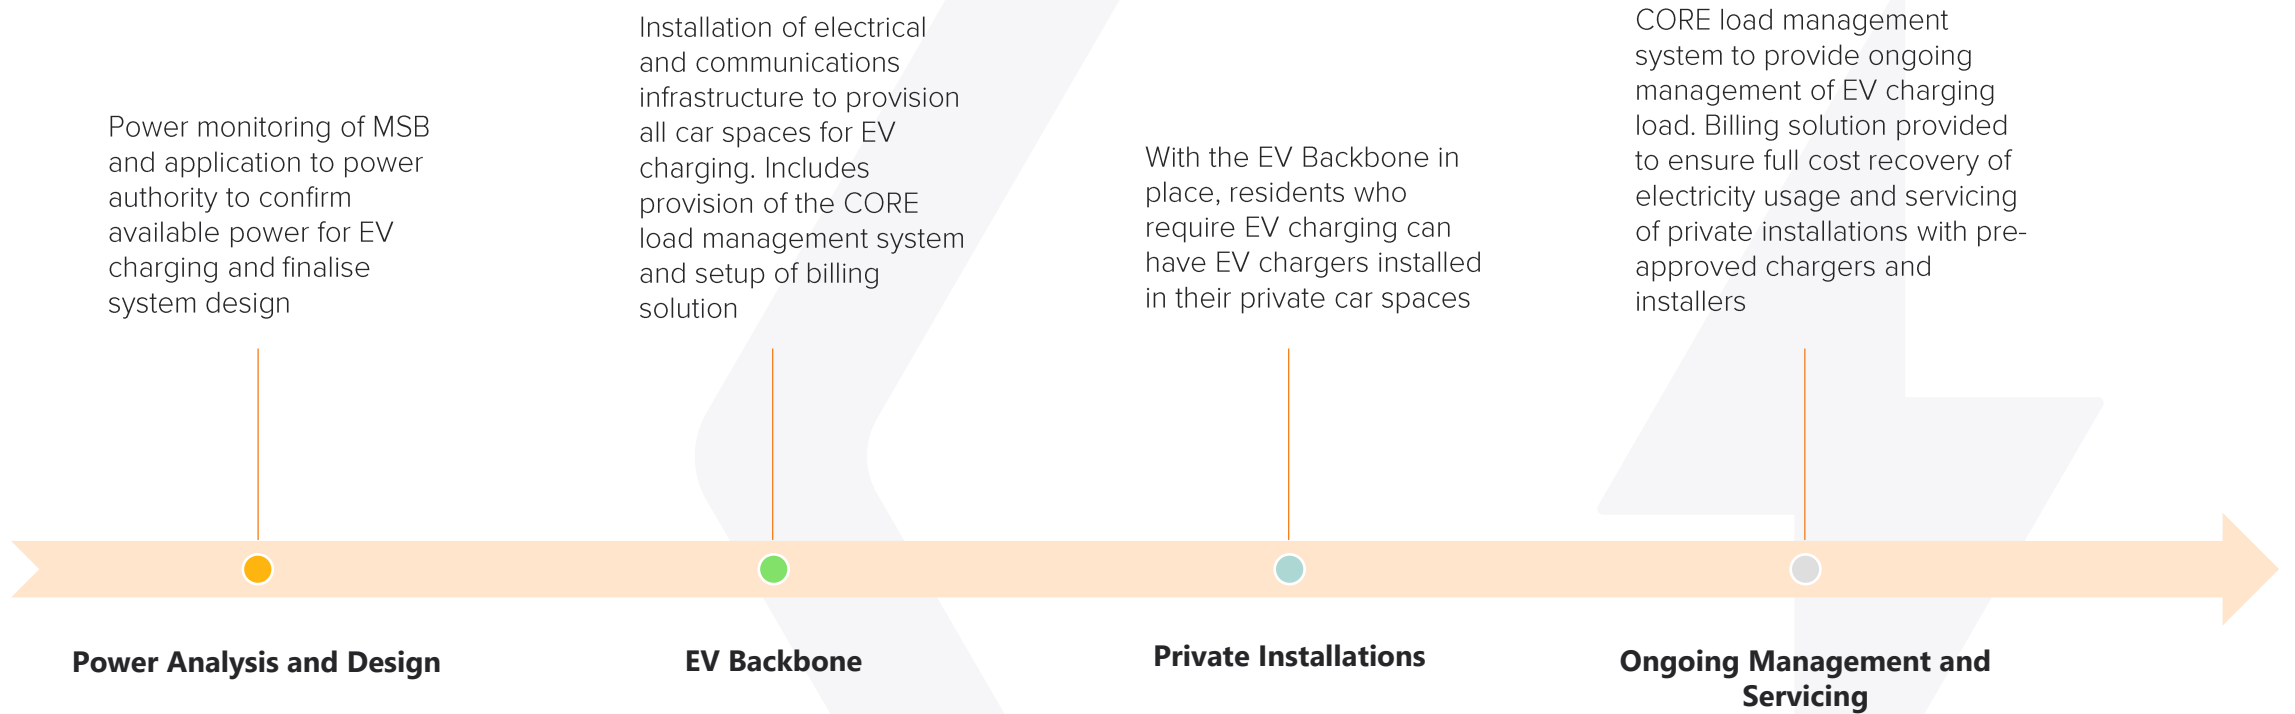 Power monitoring of MSB
and application to power
authority to confirm
available power for EV
charging and finalise
system design
Installation of electrical
and communications
infrastructure to provision
all car spaces for EV
charging. Includes
provision of the CORE
load management system
and setup of billing
solution
With the EV Backbone in
place, residents who
require EV charging can
have EV chargers installed
in their private car spaces
CORE load management
system to provide ongoing
management of EV charging
load. Billing solution provided
to ensure full cost recovery of
electricity usage and servicing
of private installations with pre-
approved chargers and
installers
Power Analysis and Design
EV Backbone
Private Installations
Ongoing Management and
Servicing